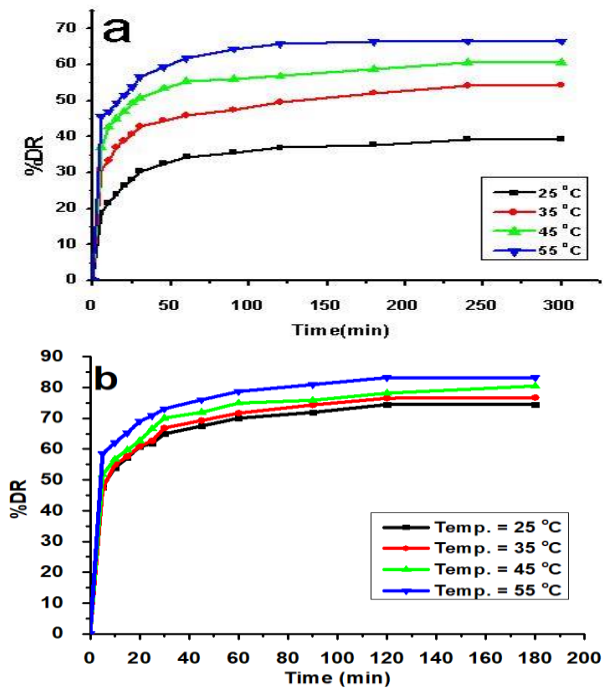 a
70
60
50
40
30
20
10
0
%DR
25 °C
35 °C
45 °C
55 °C
0 50 100 150 200 250 300
Time(min)
b
90
80
70
60
50
40
30
20
10
0
%DR
Temp. = 25 °C
Temp. = 35 °C
Temp. = 45 °C
Temp. = 55 °C
0 20 40 60 80 100 120 140 160 180 200
Time (min)